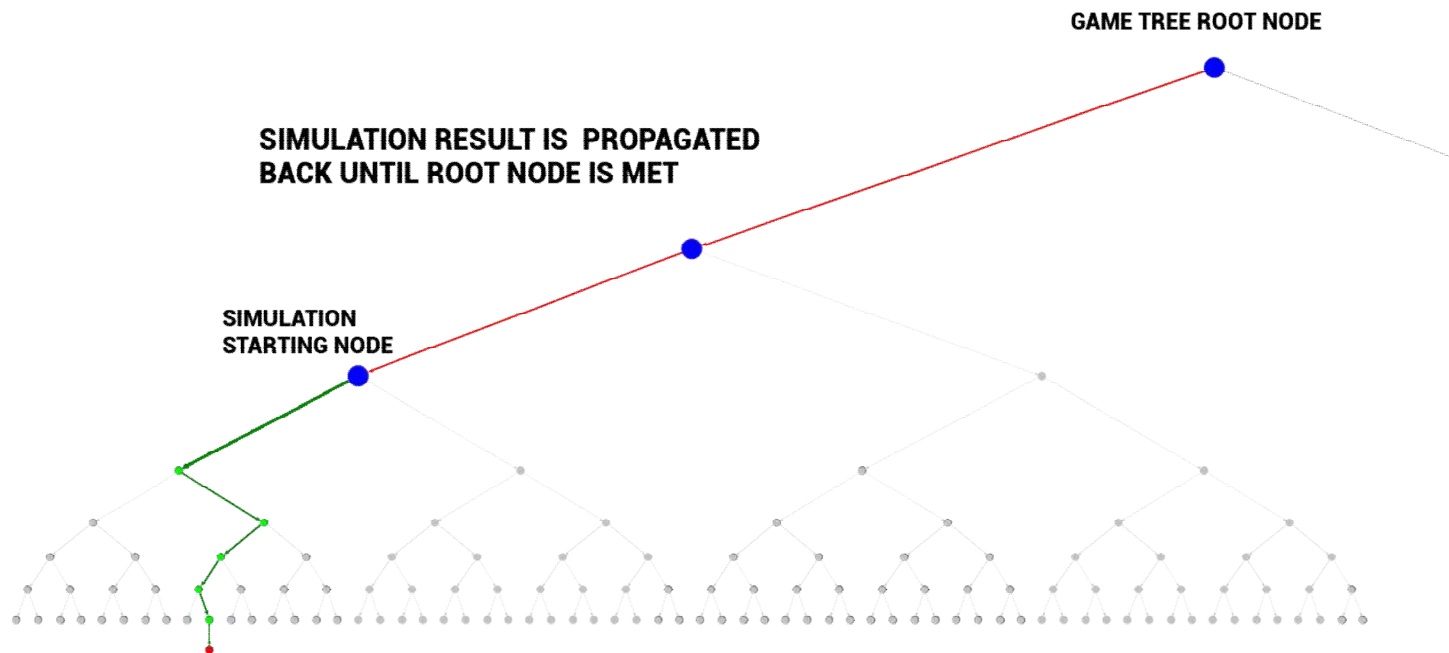 GAME TREE ROOT NODE
SIMULATION RESULT IS PROPAGATED
BACK UNTIL ROOT NODE IS MET
SIMULATION
STARTING NODE